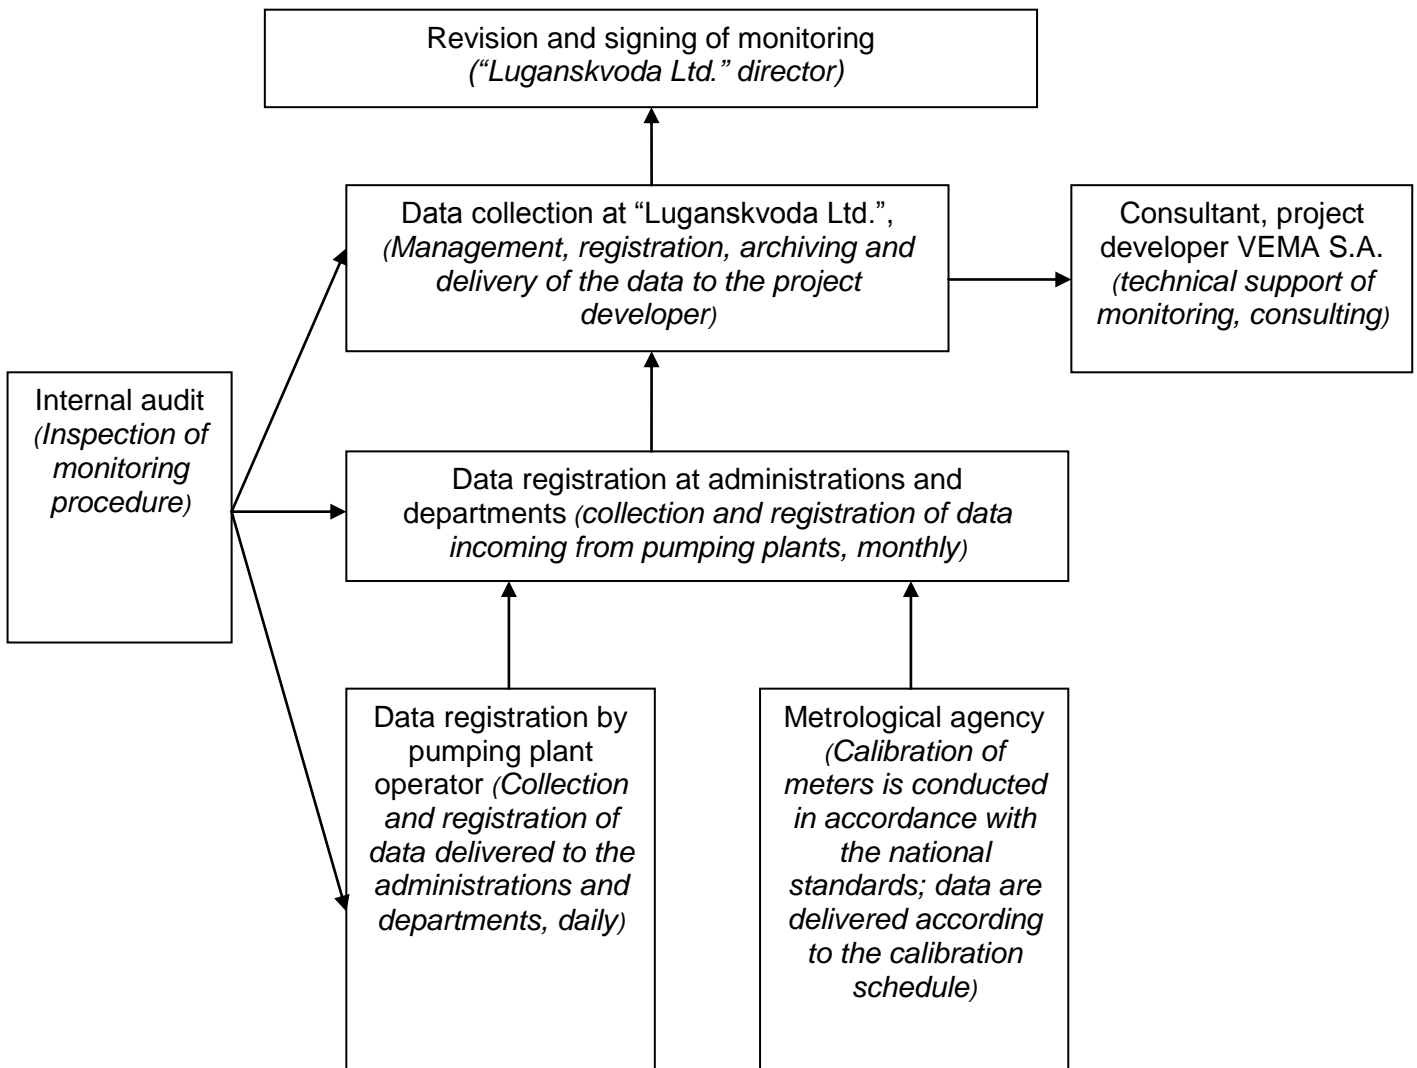 Revision and signing of monitoring
(“Luganskvoda Ltd.” director)
Data collection at “Luganskvoda Ltd.”,
(Management, registration, archiving and
delivery of the data to the project
developer)
Consultant, project
developer VEMA S.A.
(technical support of
monitoring, consulting)
Internal audit
(Inspection of
monitoring
procedure)
Data registration at administrations and
departments (collection and registration of data
incoming from pumping plants, monthly)
Data registration by
pumping plant
operator (Collection
and registration of
data delivered to the
administrations and
departments, daily)
Metrological agency
(Calibration of
meters is conducted
in accordance with
the national
standards; data are
delivered according
to the calibration
schedule)